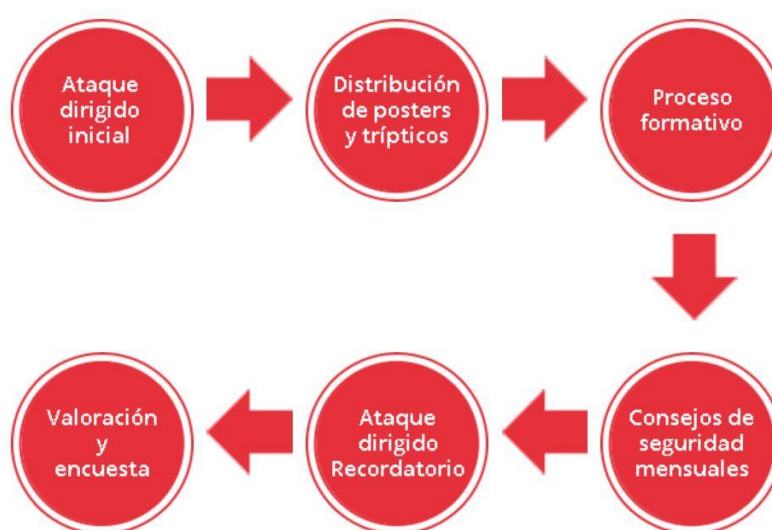 Ataque
dirigido
inicial
Distribución
de posters
y trípticos
Proceso
formativo
Consejos de
seguridad
mensuales
Ataque
dirigido
Recordatorio
Valoración
y
encuesta